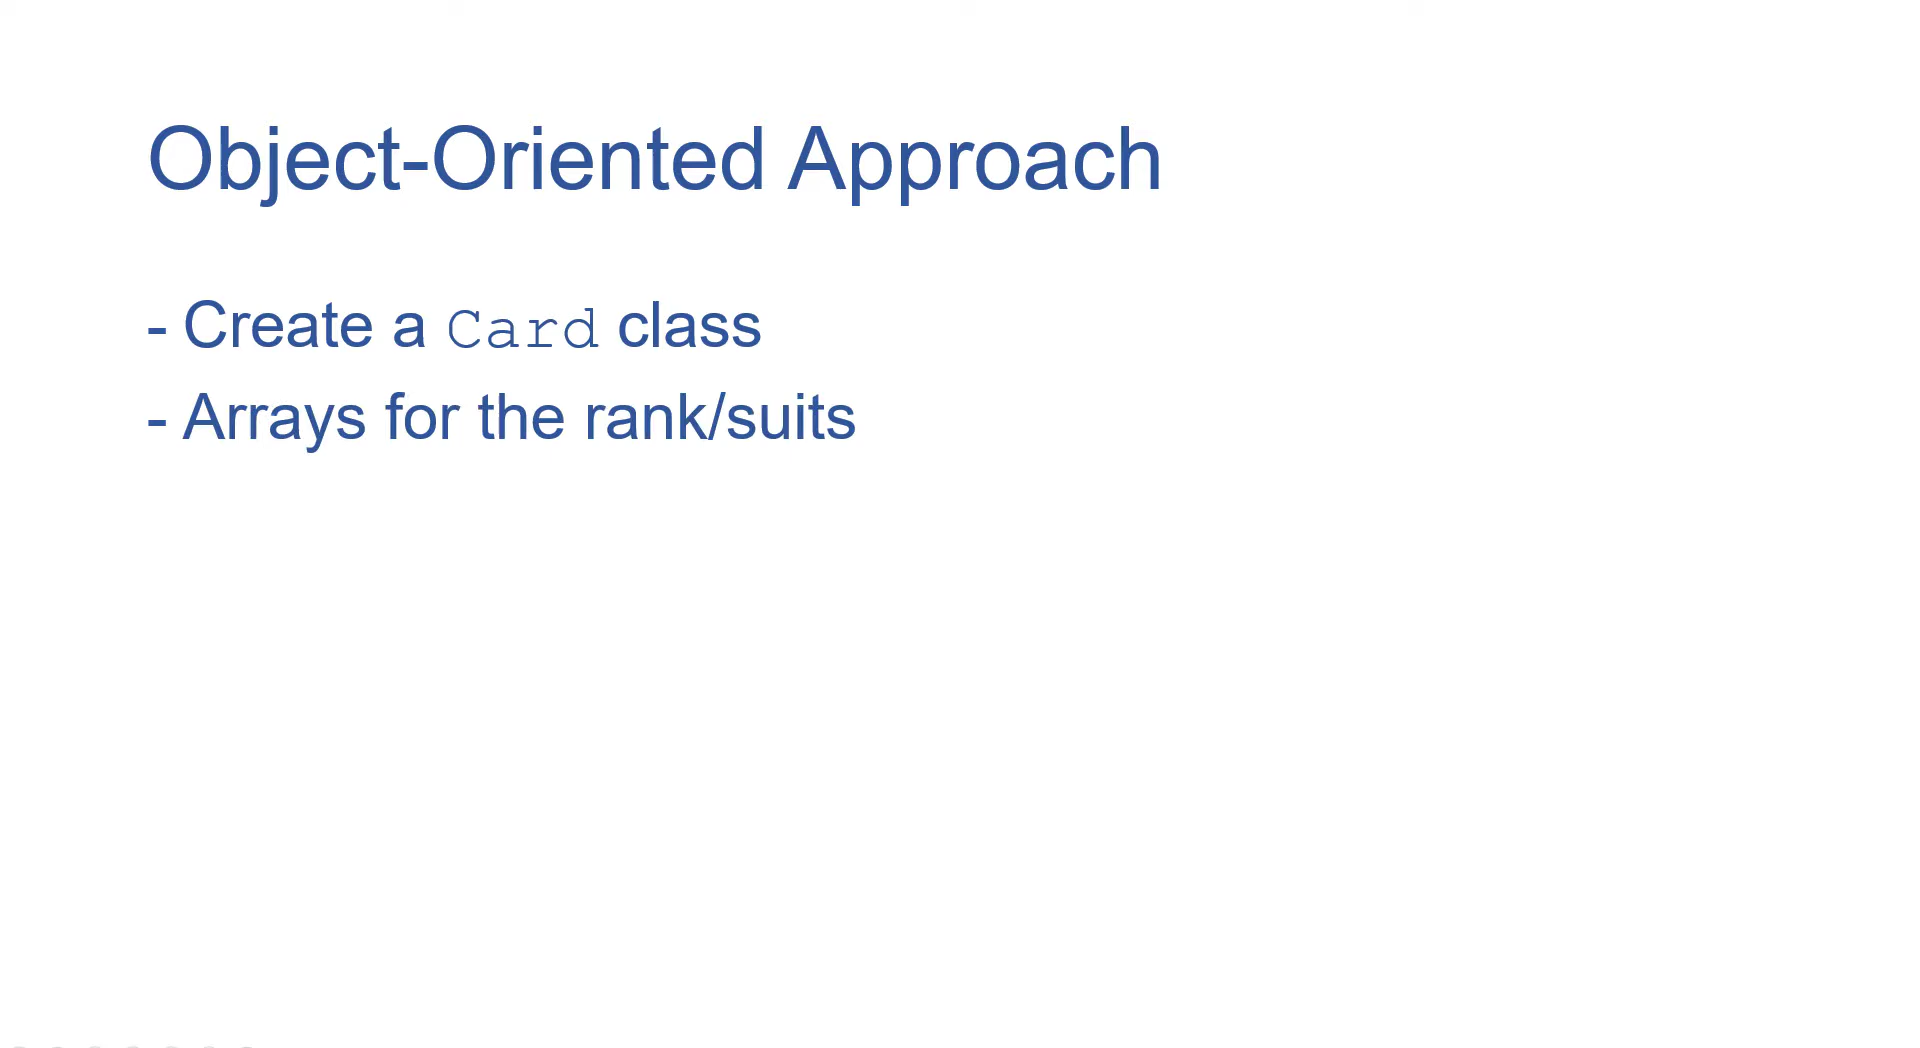 Object-Oriented Approach
- Create a Card class
- Arrays for the rank/suits